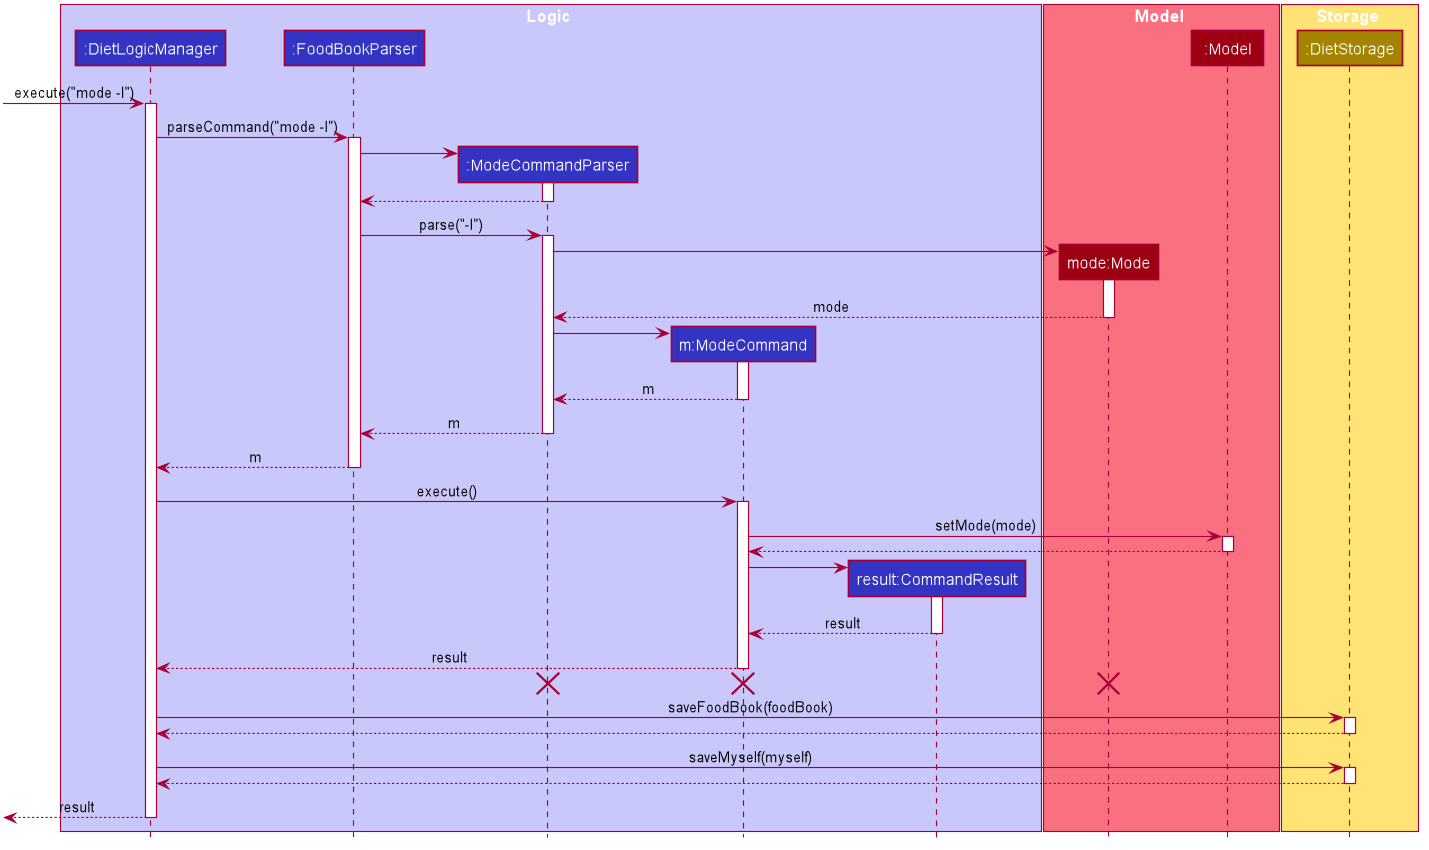 Logic
Model
Storage
:DietLogicManager
:FoodBookParser
:Model
:DietStorage
execute("mode -l")
parseCommand("mode -l")
:ModeCommandParser
parse("-l")
mode:Mode
mode
m:ModeCommand
m
m
m
execute()
setMode(mode)
result:CommandResult
result
result
saveFoodBook(foodBook)
saveMyself(myself)
result